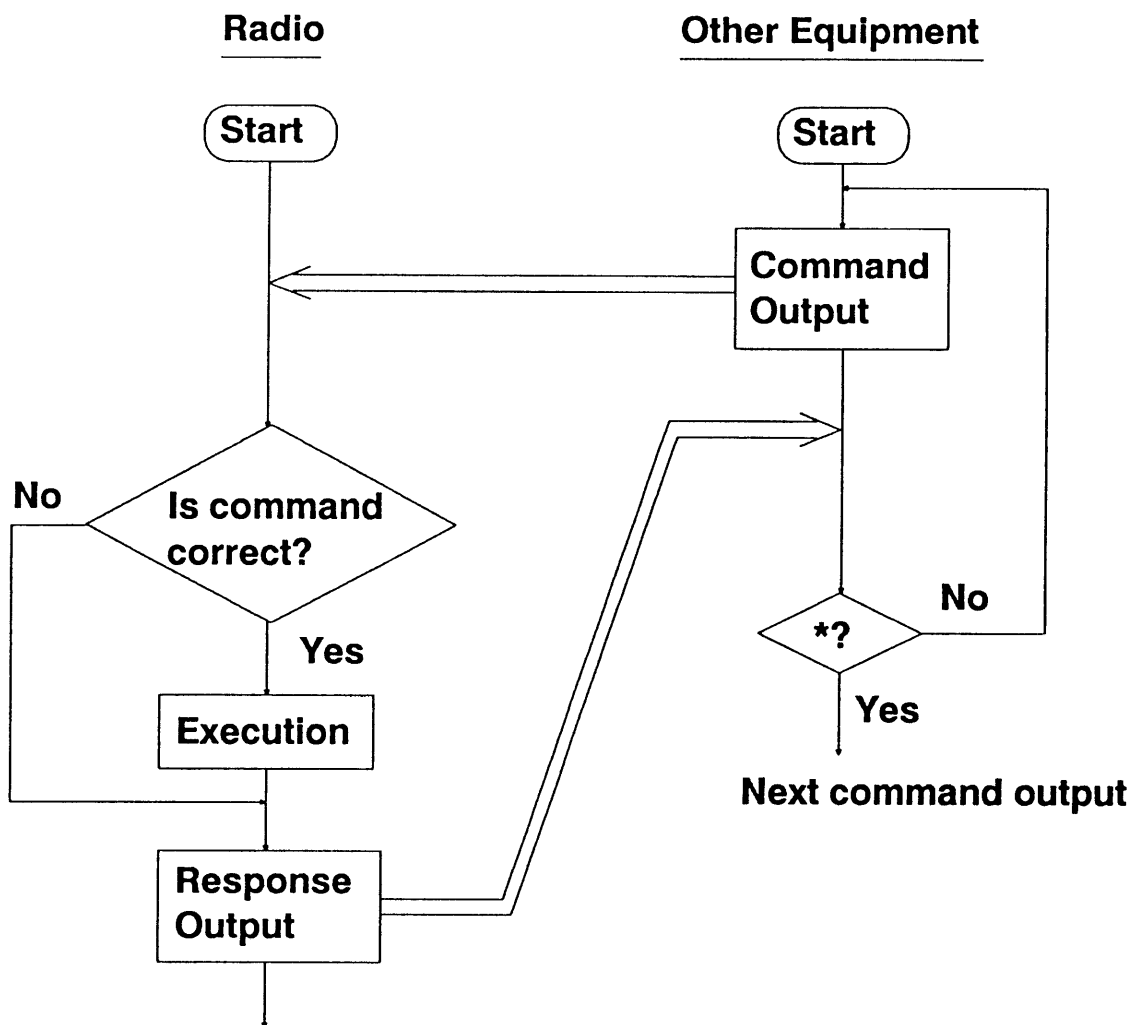 Radio
Other Equipment
Start
Start
Command
Output
No
Is command
correct?
Yes
*?
No
Execution
Yes
Next command output
Response
Output